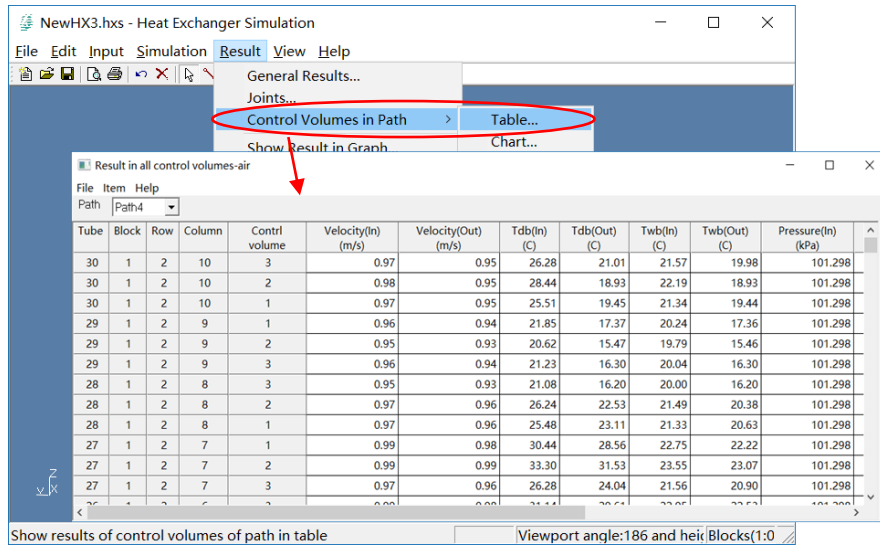 NewHX3.hxs - Heat Exchanger Simulation
File Edit Input Simulation Result View Help
General Results...
Joints...
Control Volumes in Path > Table...
Show Result in Graph... Chart...
Result in all control volumes-air
File Item Help
Path Path4
Tube Block Row Column Contrl volume Velocity(In) (m/s) Velocity(Out) (m/s) Tdb(In) (C) Tdb(Out) (C) Twb(In) (C) Twb(Out) (C) Pressure(In) (kPa)
30 1 2 10 3 0.97 0.95 26.28 21.01 21.57 19.98 101.298
30 1 2 10 2 0.98 0.95 28.44 18.93 22.19 18.93 101.298
30 1 2 10 1 0.97 0.95 25.51 19.45 21.34 19.44 101.298
29 1 2 9 1 0.96 0.94 21.85 17.37 20.24 17.36 101.298
29 1 2 9 2 0.95 0.93 20.62 15.47 19.79 15.46 101.298
29 1 2 9 3 0.96 0.94 21.23 16.30 20.04 16.30 101.298
28 1 2 8 3 0.95 0.93 21.08 16.20 20.00 16.20 101.298
28 1 2 8 2 0.97 0.96 26.24 22.53 21.49 20.38 101.298
28 1 2 8 1 0.97 0.96 25.48 23.11 21.33 20.63 101.298
27 1 2 7 1 0.99 0.98 30.44 28.56 22.75 22.22 101.298
27 1 2 7 2 0.99 0.99 33.30 31.53 23.55 23.07 101.298
27 1 2 7 3 0.97 0.96 26.28 24.04 21.56 20.90 101.298
Z
Y X
Show results of control volumes of path in table Viewport angle:186 and heig Blocks(1:0